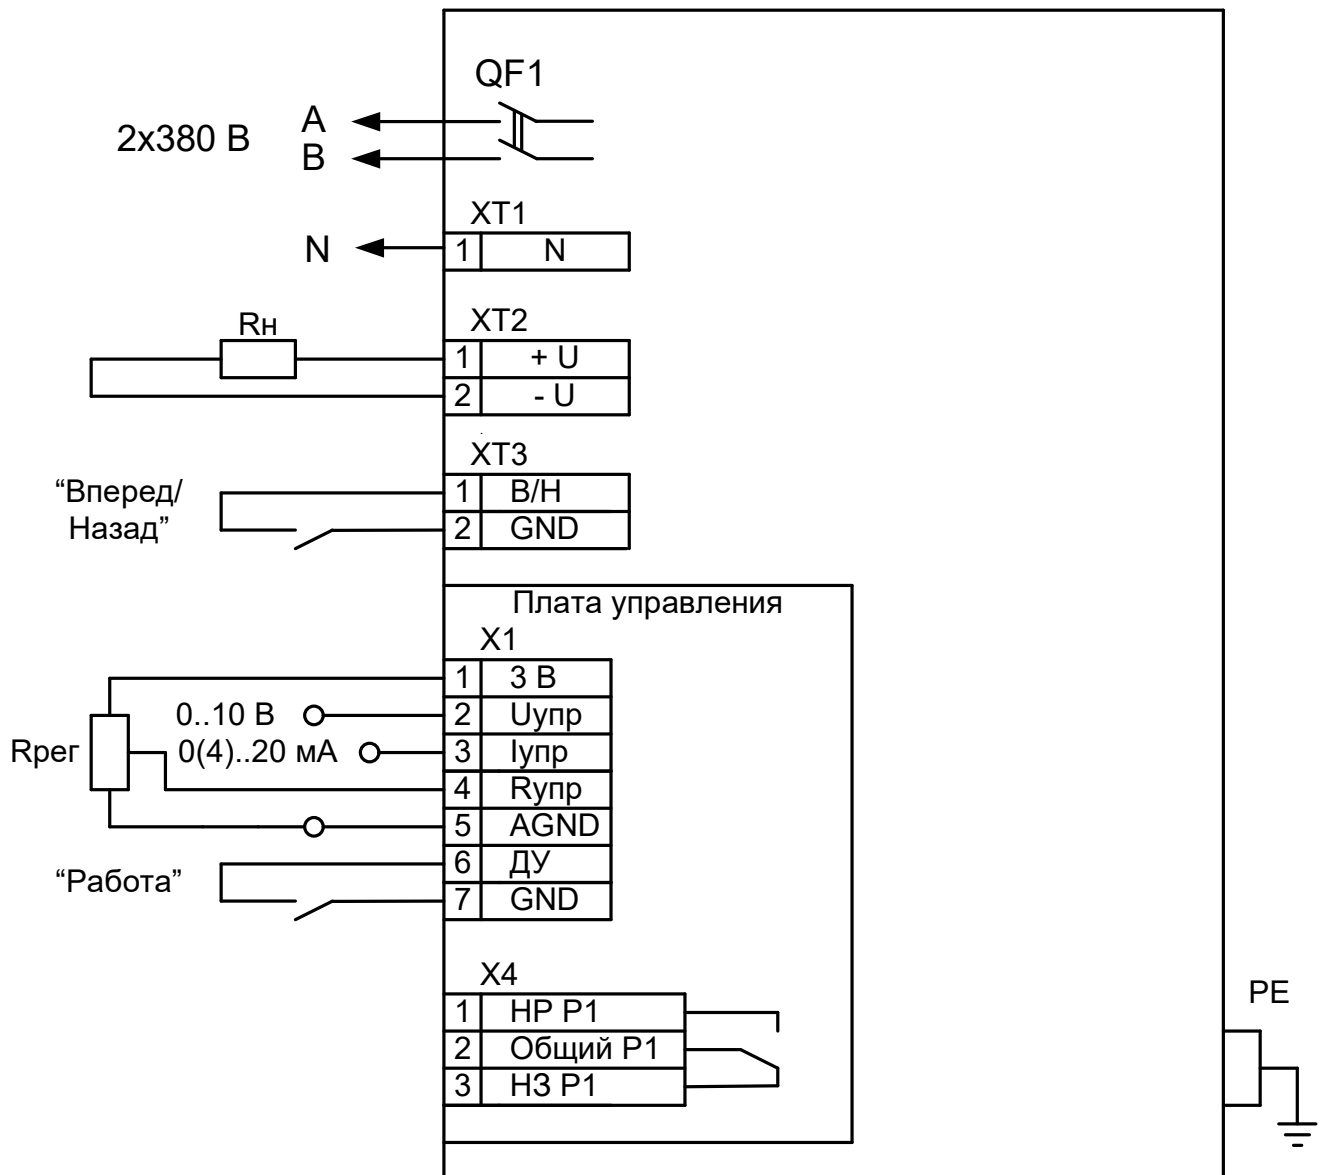 QF1
2x380 В
A
B
XT1
N
1 N
Rн
XT2
1 + U
2 - U
XT3
“Вперед/
Назад”
1 В/Н
2 GND
Плата управления
X1
1 3 В
0..10 В 2 Uупр
Rрег 0(4)..20 мА 3 Iупр
4 Rупр
5 AGND
“Работа” 6 ДУ
7 GND
X4
1 НР Р1
2 Общий Р1
3 НЗ Р1
PE